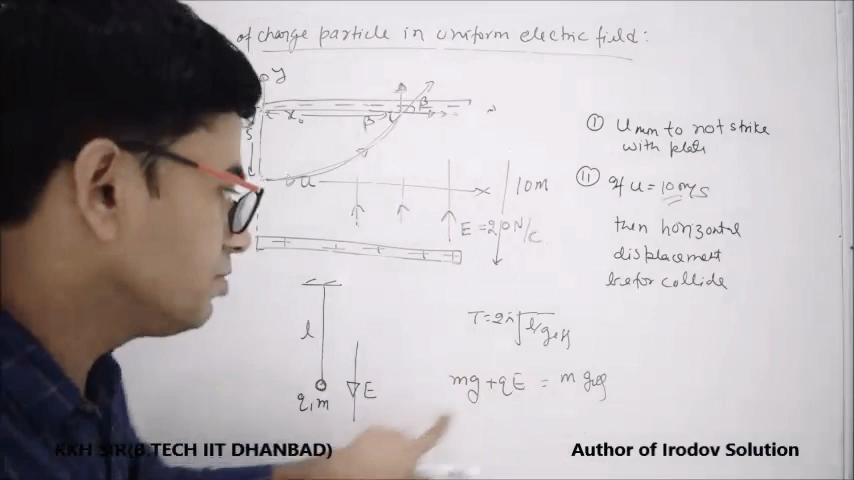 of charge particle in uniform electric field:
y
x₀
β
β
u
x
10m
E = 20 N/C
① Umin to not strike
with plate
② If u = 10 m/s
then horizontal
displacement
befor collide
l
q,m
E
T = 2π√l/geff
mg + qE = m geff
KKH SIR(B.TECH IIT DHANBAD)
Author of Irodov Solution